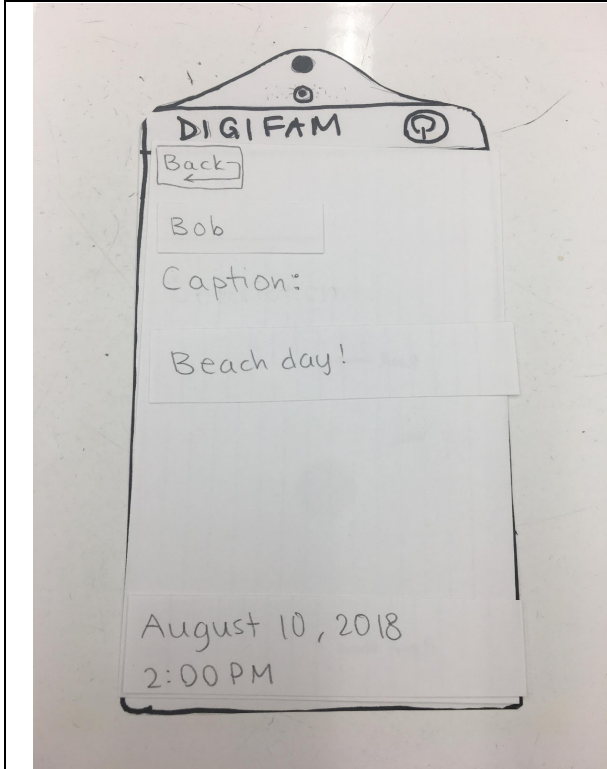 DIGIFAM
Back
Bob
Caption:
Beach day!
August 10, 2018
2:00 PM